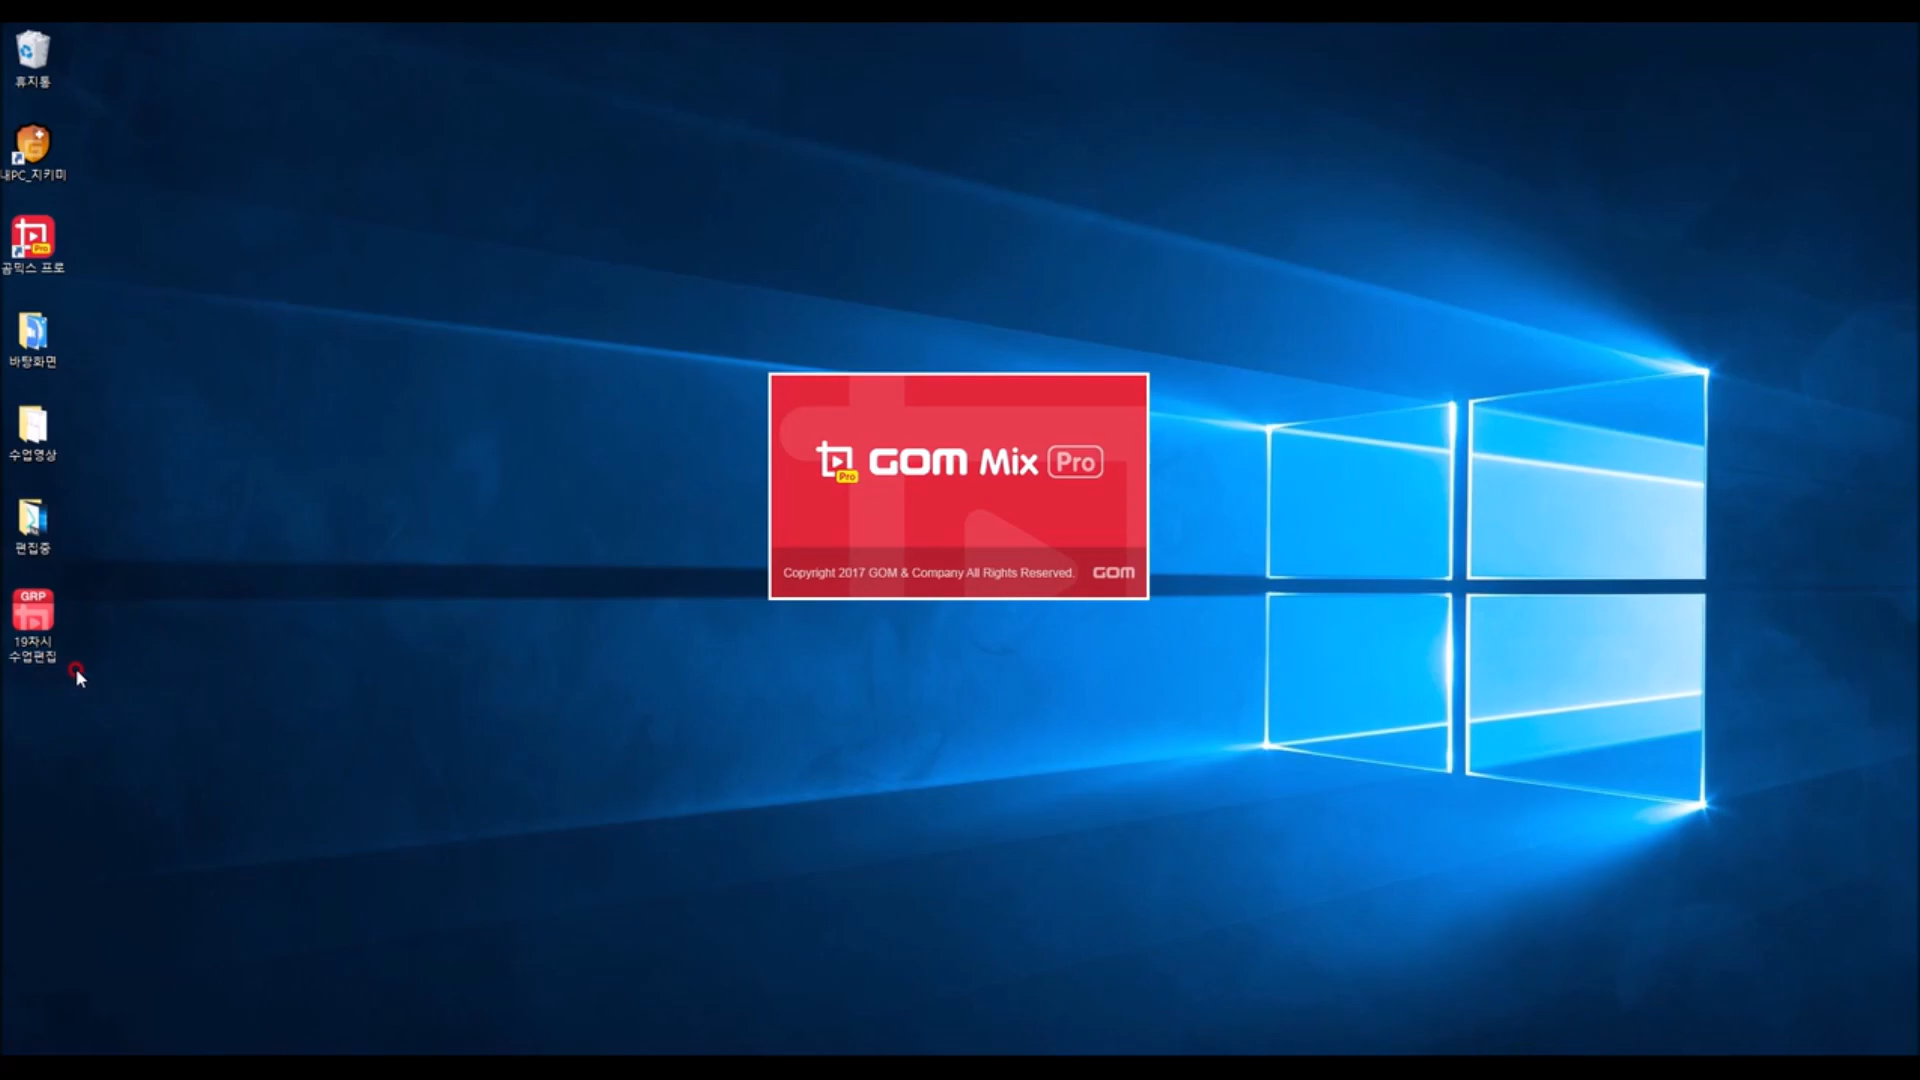 휴지통
내PC_지키미
Pro
곰믹스 프로
바탕화면
수업영상
편집중
GRP
19차시
수업편집
Pro GOM Mix Pro
Copyright 2017 GOM & Company All Rights Reserved. GOM